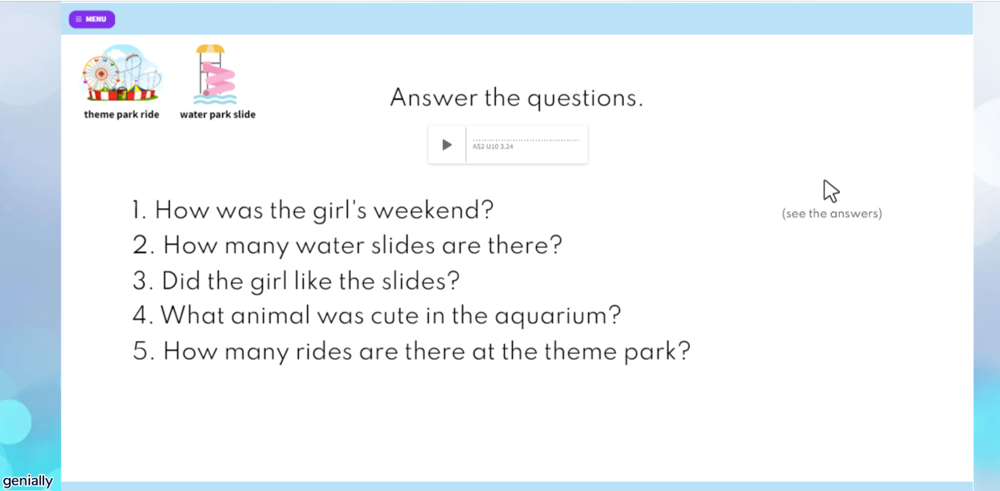 ≡ MENU
theme park ride
water park slide
Answer the questions.
AS2 U10 3.24
1. How was the girl's weekend?
(see the answers)
2. How many water slides are there?
3. Did the girl like the slides?
4. What animal was cute in the aquarium?
5. How many rides are there at the theme park?
genially